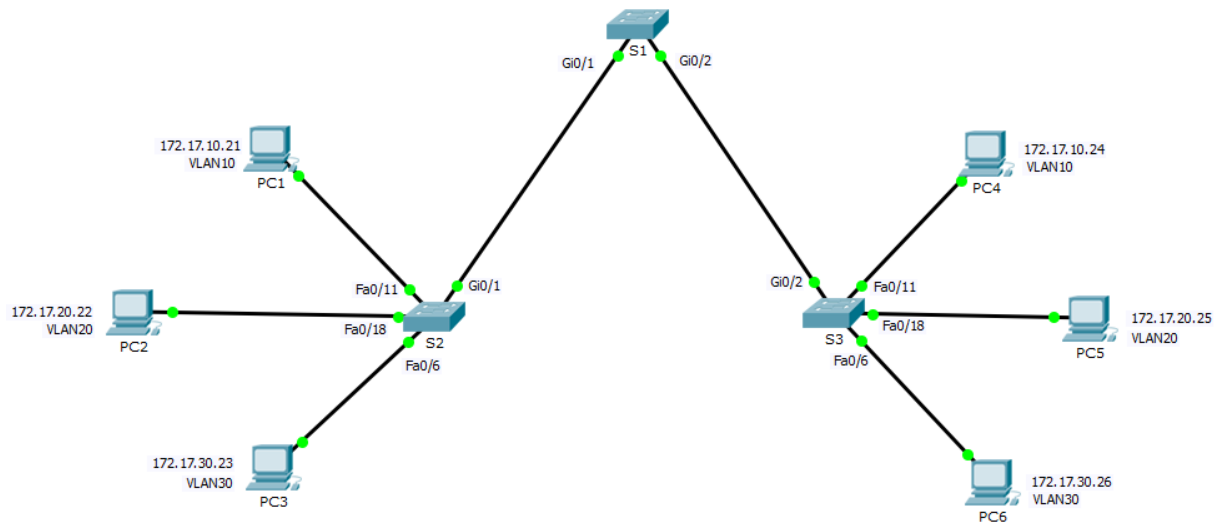 S1
Gi0/1
Gi0/2
172.17.10.21
VLAN10
PC1
172.17.10.24
VLAN10
PC4
Fa0/11
Gi0/1
Gi0/2
Fa0/11
172.17.20.22
VLAN20
PC2
Fa0/18
S2
Fa0/6
S3
Fa0/18
Fa0/6
172.17.20.25
VLAN20
PC5
172.17.30.23
VLAN30
PC3
172.17.30.26
VLAN30
PC6